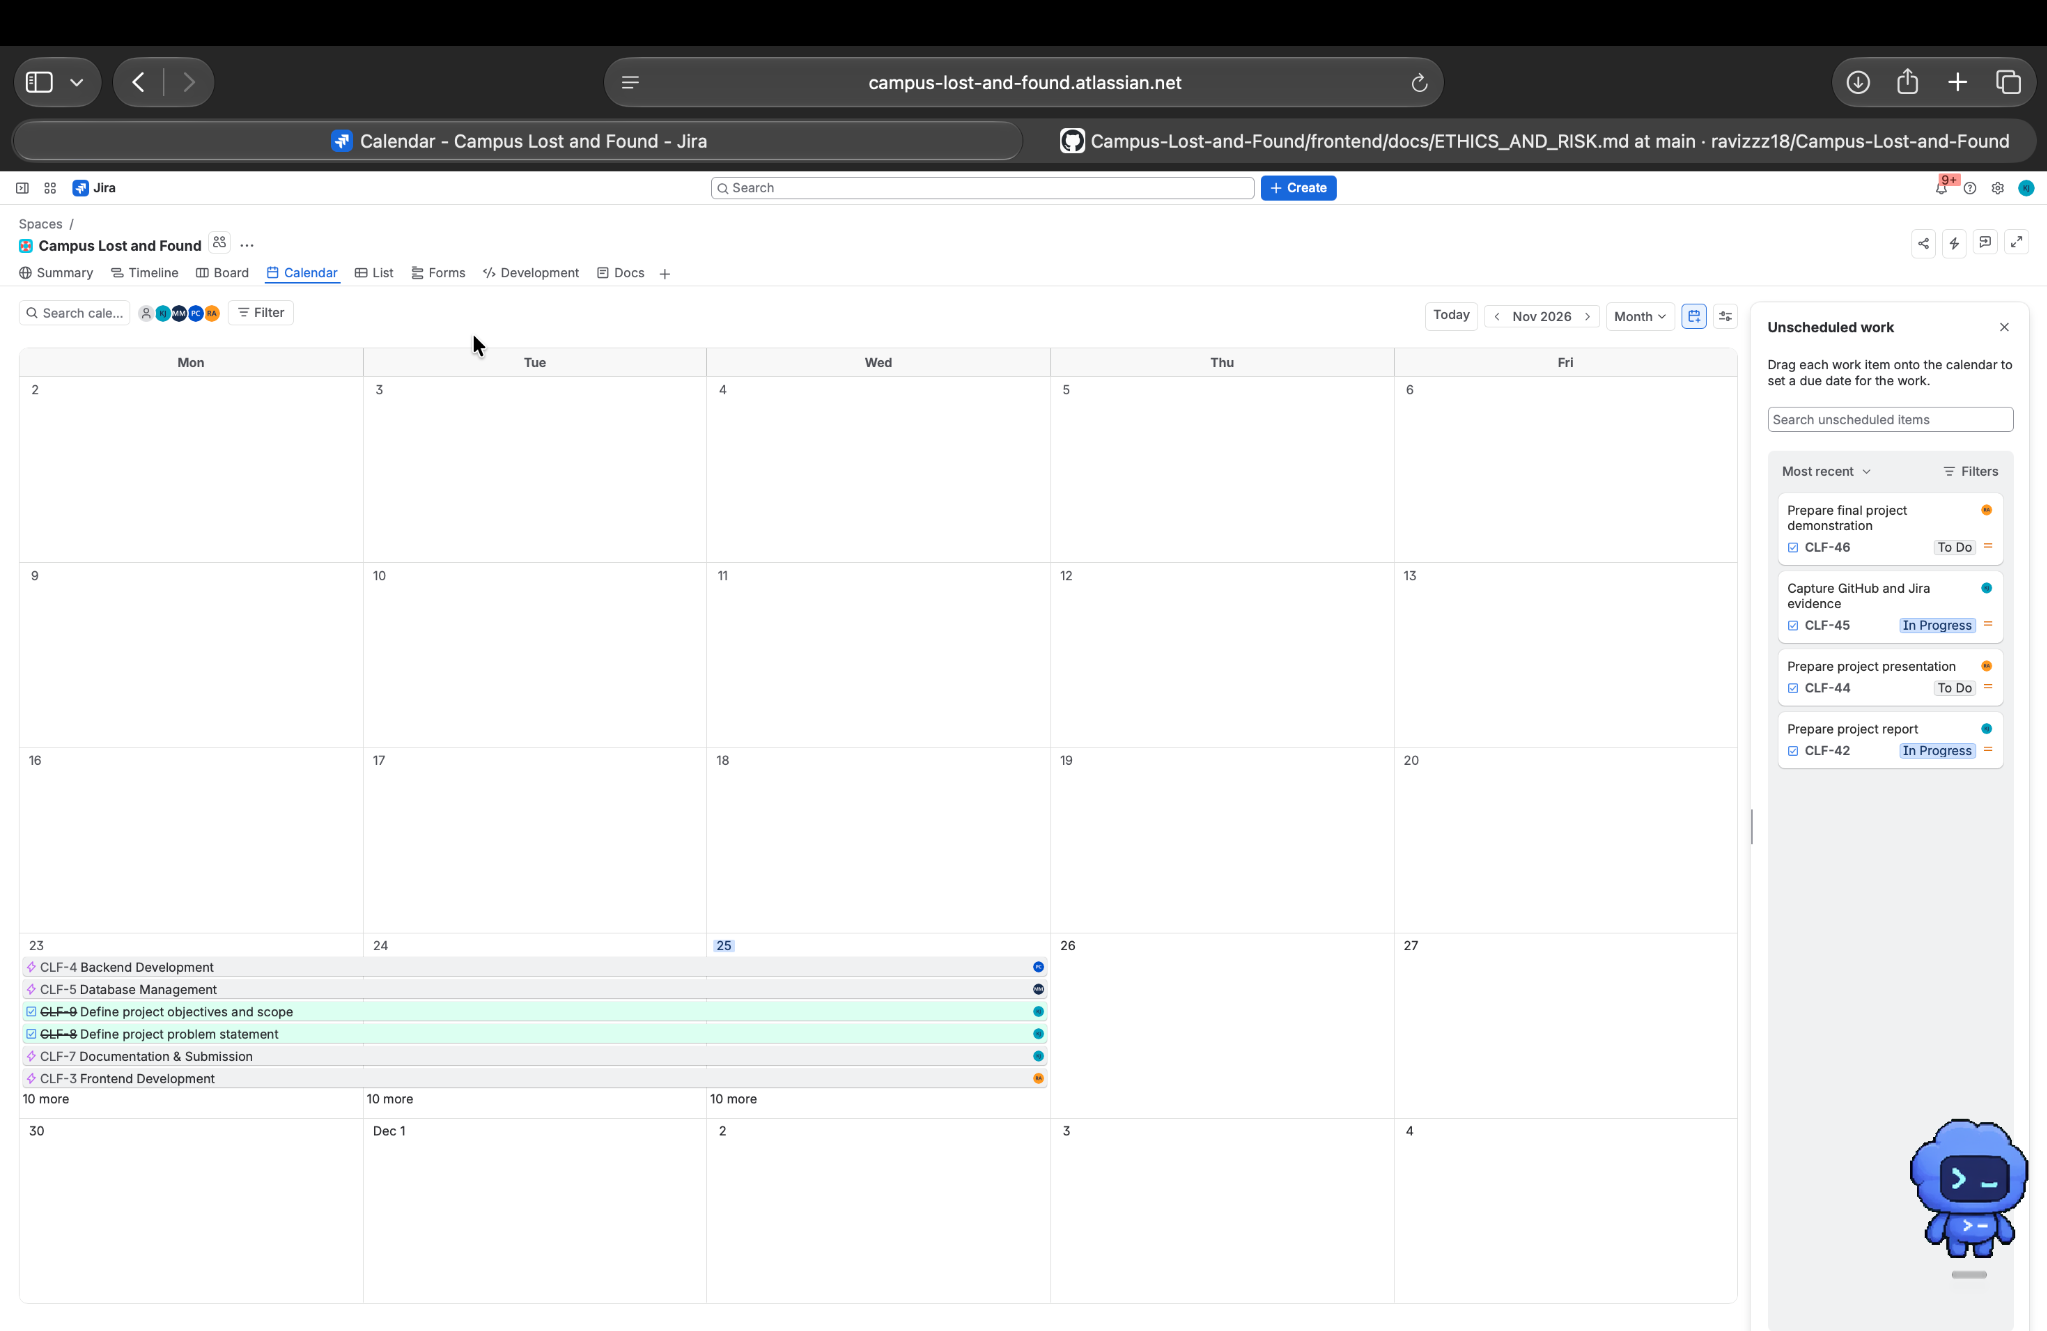 campus-lost-and-found.atlassian.net
Calendar - Campus Lost and Found - Jira
Campus-Lost-and-Found/frontend/docs/ETHICS_AND_RISK.md at main · ravizzz18/Campus-Lost-and-Found
Jira
Search
+ Create
9+
Spaces /
Campus Lost and Found
Summary
Timeline
Board
Calendar
List
Forms
Development
Docs
Search cale...
KJ
MM
PC
RA
Filter
Today
Nov 2026
Month
Mon
Tue
Wed
Thu
Fri
2
3
4
5
6
9
10
11
12
13
16
17
18
19
20
23
24
25
26
27
CLF-4 Backend Development
CLF-5 Database Management
CLF-9 Define project objectives and scope
CLF-8 Define project problem statement
CLF-7 Documentation & Submission
CLF-3 Frontend Development
10 more
10 more
10 more
30
Dec 1
2
3
4
Unscheduled work
Drag each work item onto the calendar to
set a due date for the work.
Search unscheduled items
Most recent
Filters
Prepare final project
demonstration
CLF-46
To Do
Capture GitHub and Jira
evidence
CLF-45
In Progress
Prepare project presentation
CLF-44
To Do
Prepare project report
CLF-42
In Progress